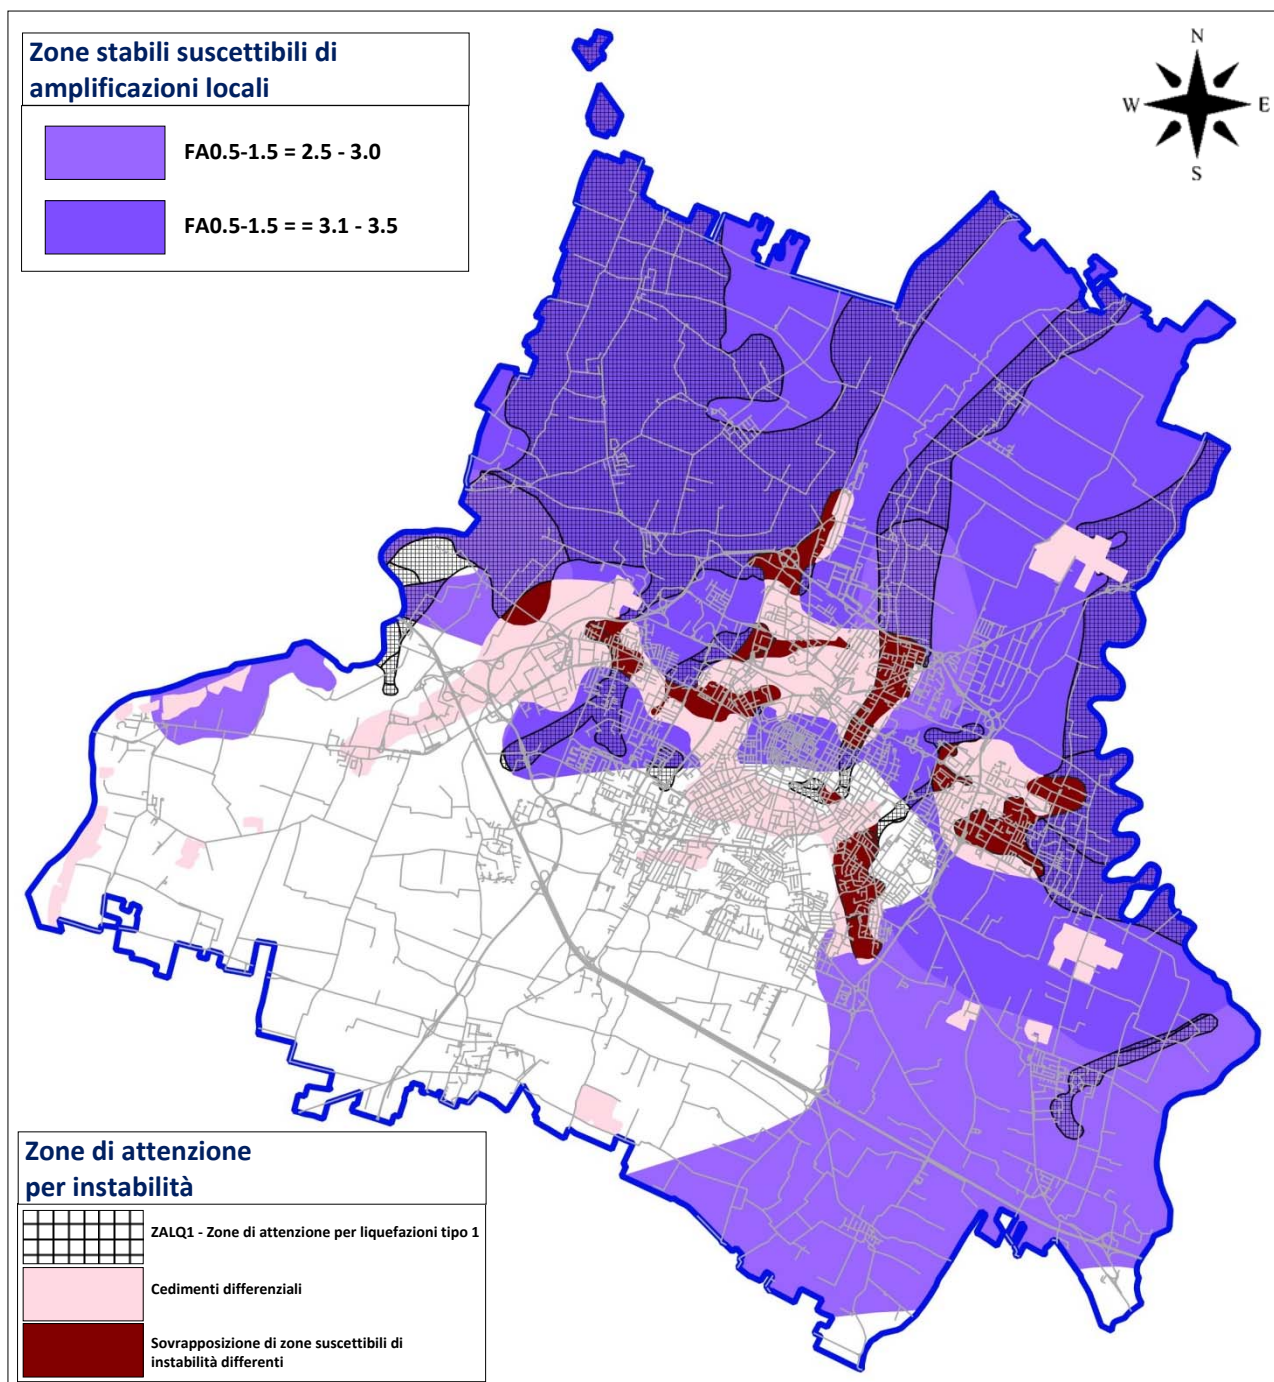 Zone stabili suscettibili di
amplificazioni locali
FA0.5-1.5 = 2.5 - 3.0
FA0.5-1.5 = = 3.1 - 3.5
N
W
E
S
Zone di attenzione
per instabilità
ZALQ1 - Zone di attenzione per liquefazioni tipo 1
Cedimenti differenziali
Sovrapposizione di zone suscettibili di
instabilità differenti